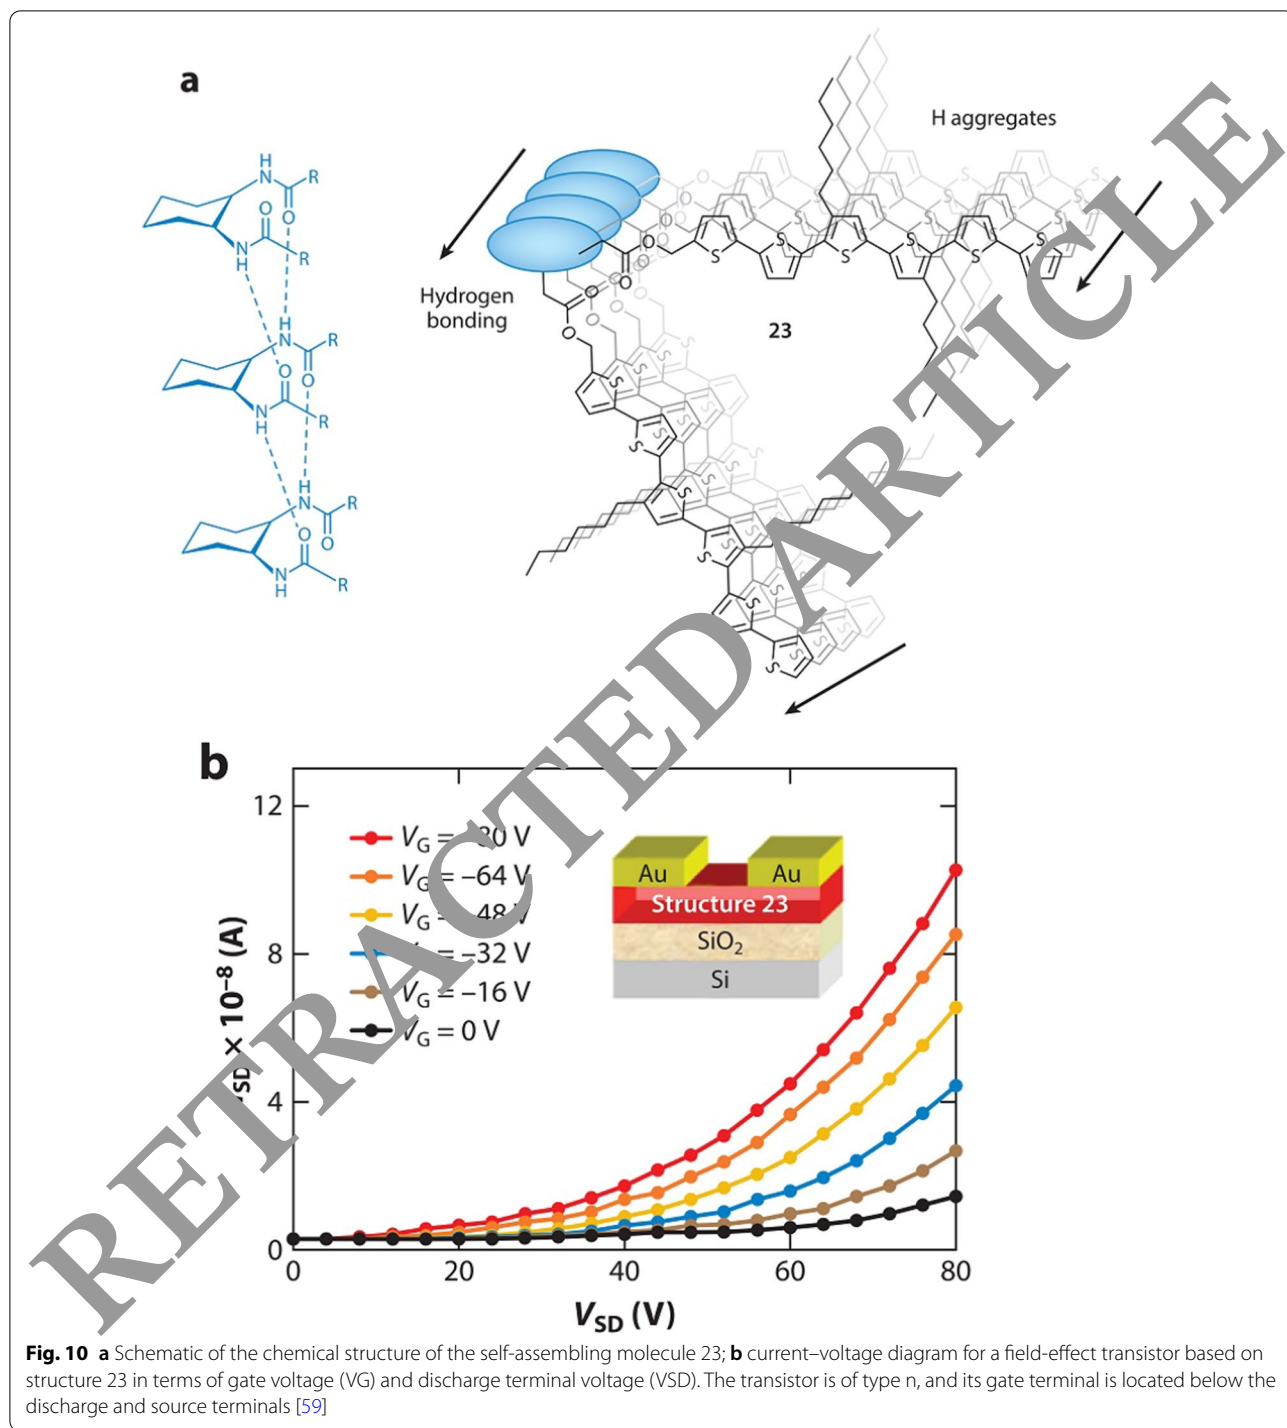 a
H aggregates
Hydrogen
bonding
23
H
N
R
O
O
N
H
R
H
N
R
O
O
N
H
R
H
N
R
O
O
N
H
R
b
12
8
4
0
0
20
40
60
80
SD × 10⁻⁸ (A)
V_SD (V)
V_G = –80 V
V_G = –64 V
–48 V
= –32 V
V_G = –16 V
V_G = 0 V
Au
Au
Structure 23
SiO₂
Si
RETRACTED ARTICLE
Fig. 10 a Schematic of the chemical structure of the self-assembling molecule 23; b current–voltage diagram for a field-effect transistor based on
structure 23 in terms of gate voltage (VG) and discharge terminal voltage (VSD). The transistor is of type n, and its gate terminal is located below the
discharge and source terminals [59]